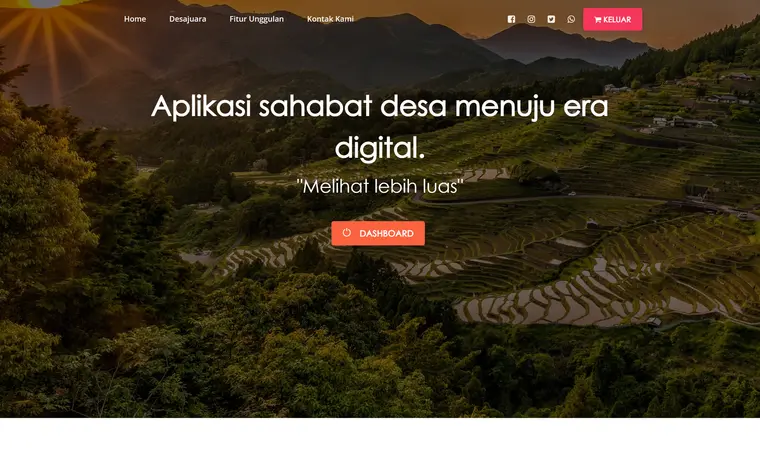 Home Desajuara Fitur Unggulan Kontak Kami KELUAR
Aplikasi sahabat desa menuju era
digital.
"Melihat lebih luas"
DASHBOARD